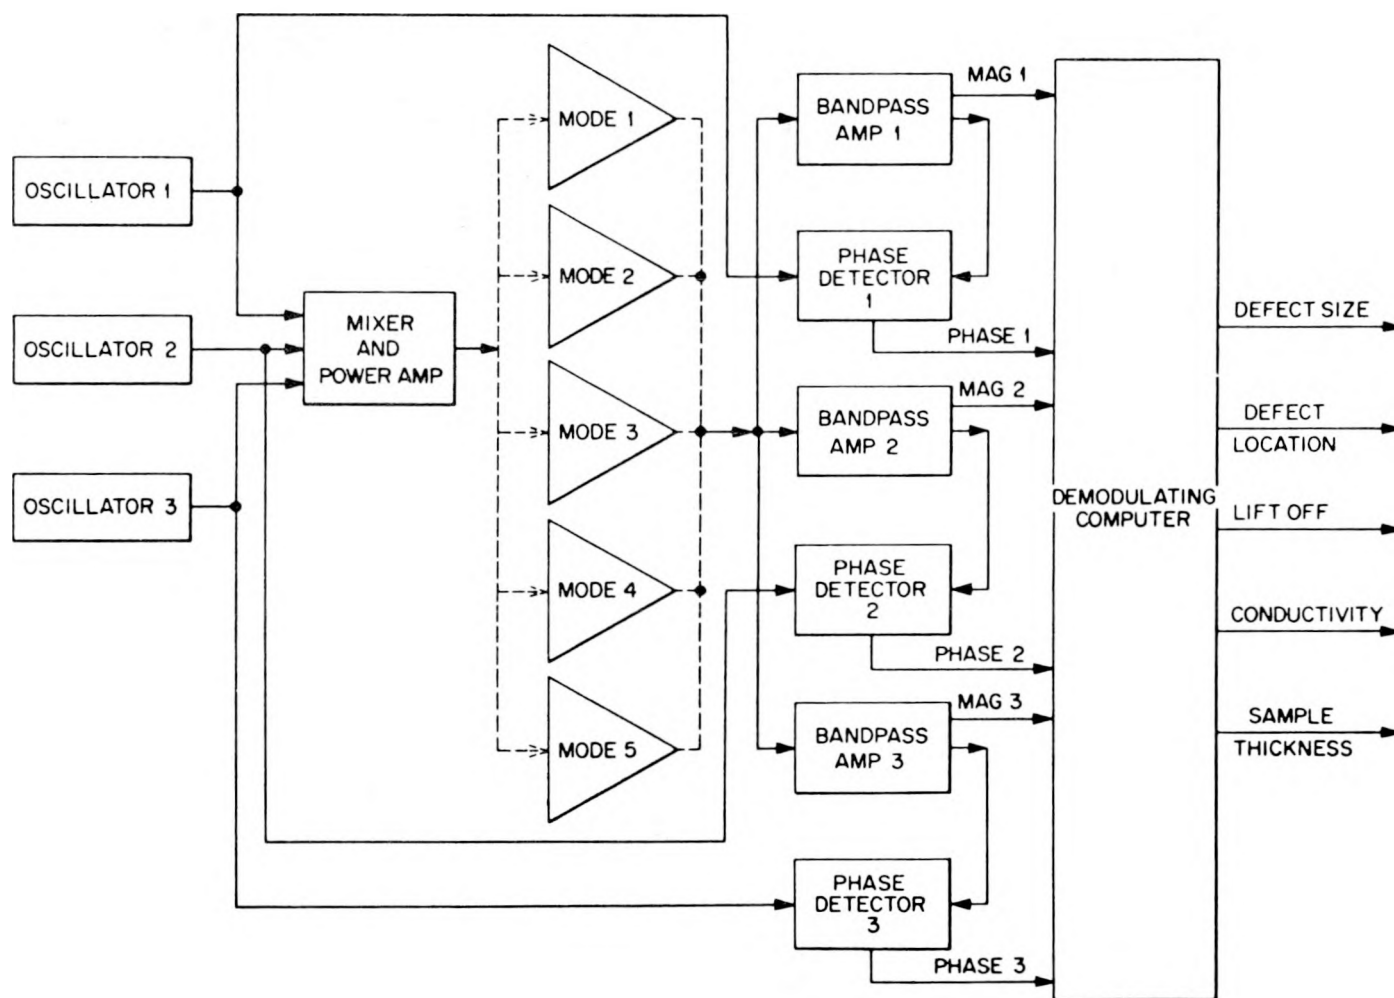 OSCILLATOR 1
OSCILLATOR 2
OSCILLATOR 3
MIXER
AND
POWER AMP
MODE 1
MODE 2
MODE 3
MODE 4
MODE 5
BANDPASS
AMP 1
MAG 1
PHASE
DETECTOR
1
PHASE 1
BANDPASS
AMP 2
MAG 2
PHASE
DETECTOR
2
PHASE 2
BANDPASS
AMP 3
MAG 3
PHASE
DETECTOR
3
PHASE 3
DEMODULATING
COMPUTER
DEFECT SIZE
DEFECT
LOCATION
LIFT OFF
CONDUCTIVITY
SAMPLE
THICKNESS